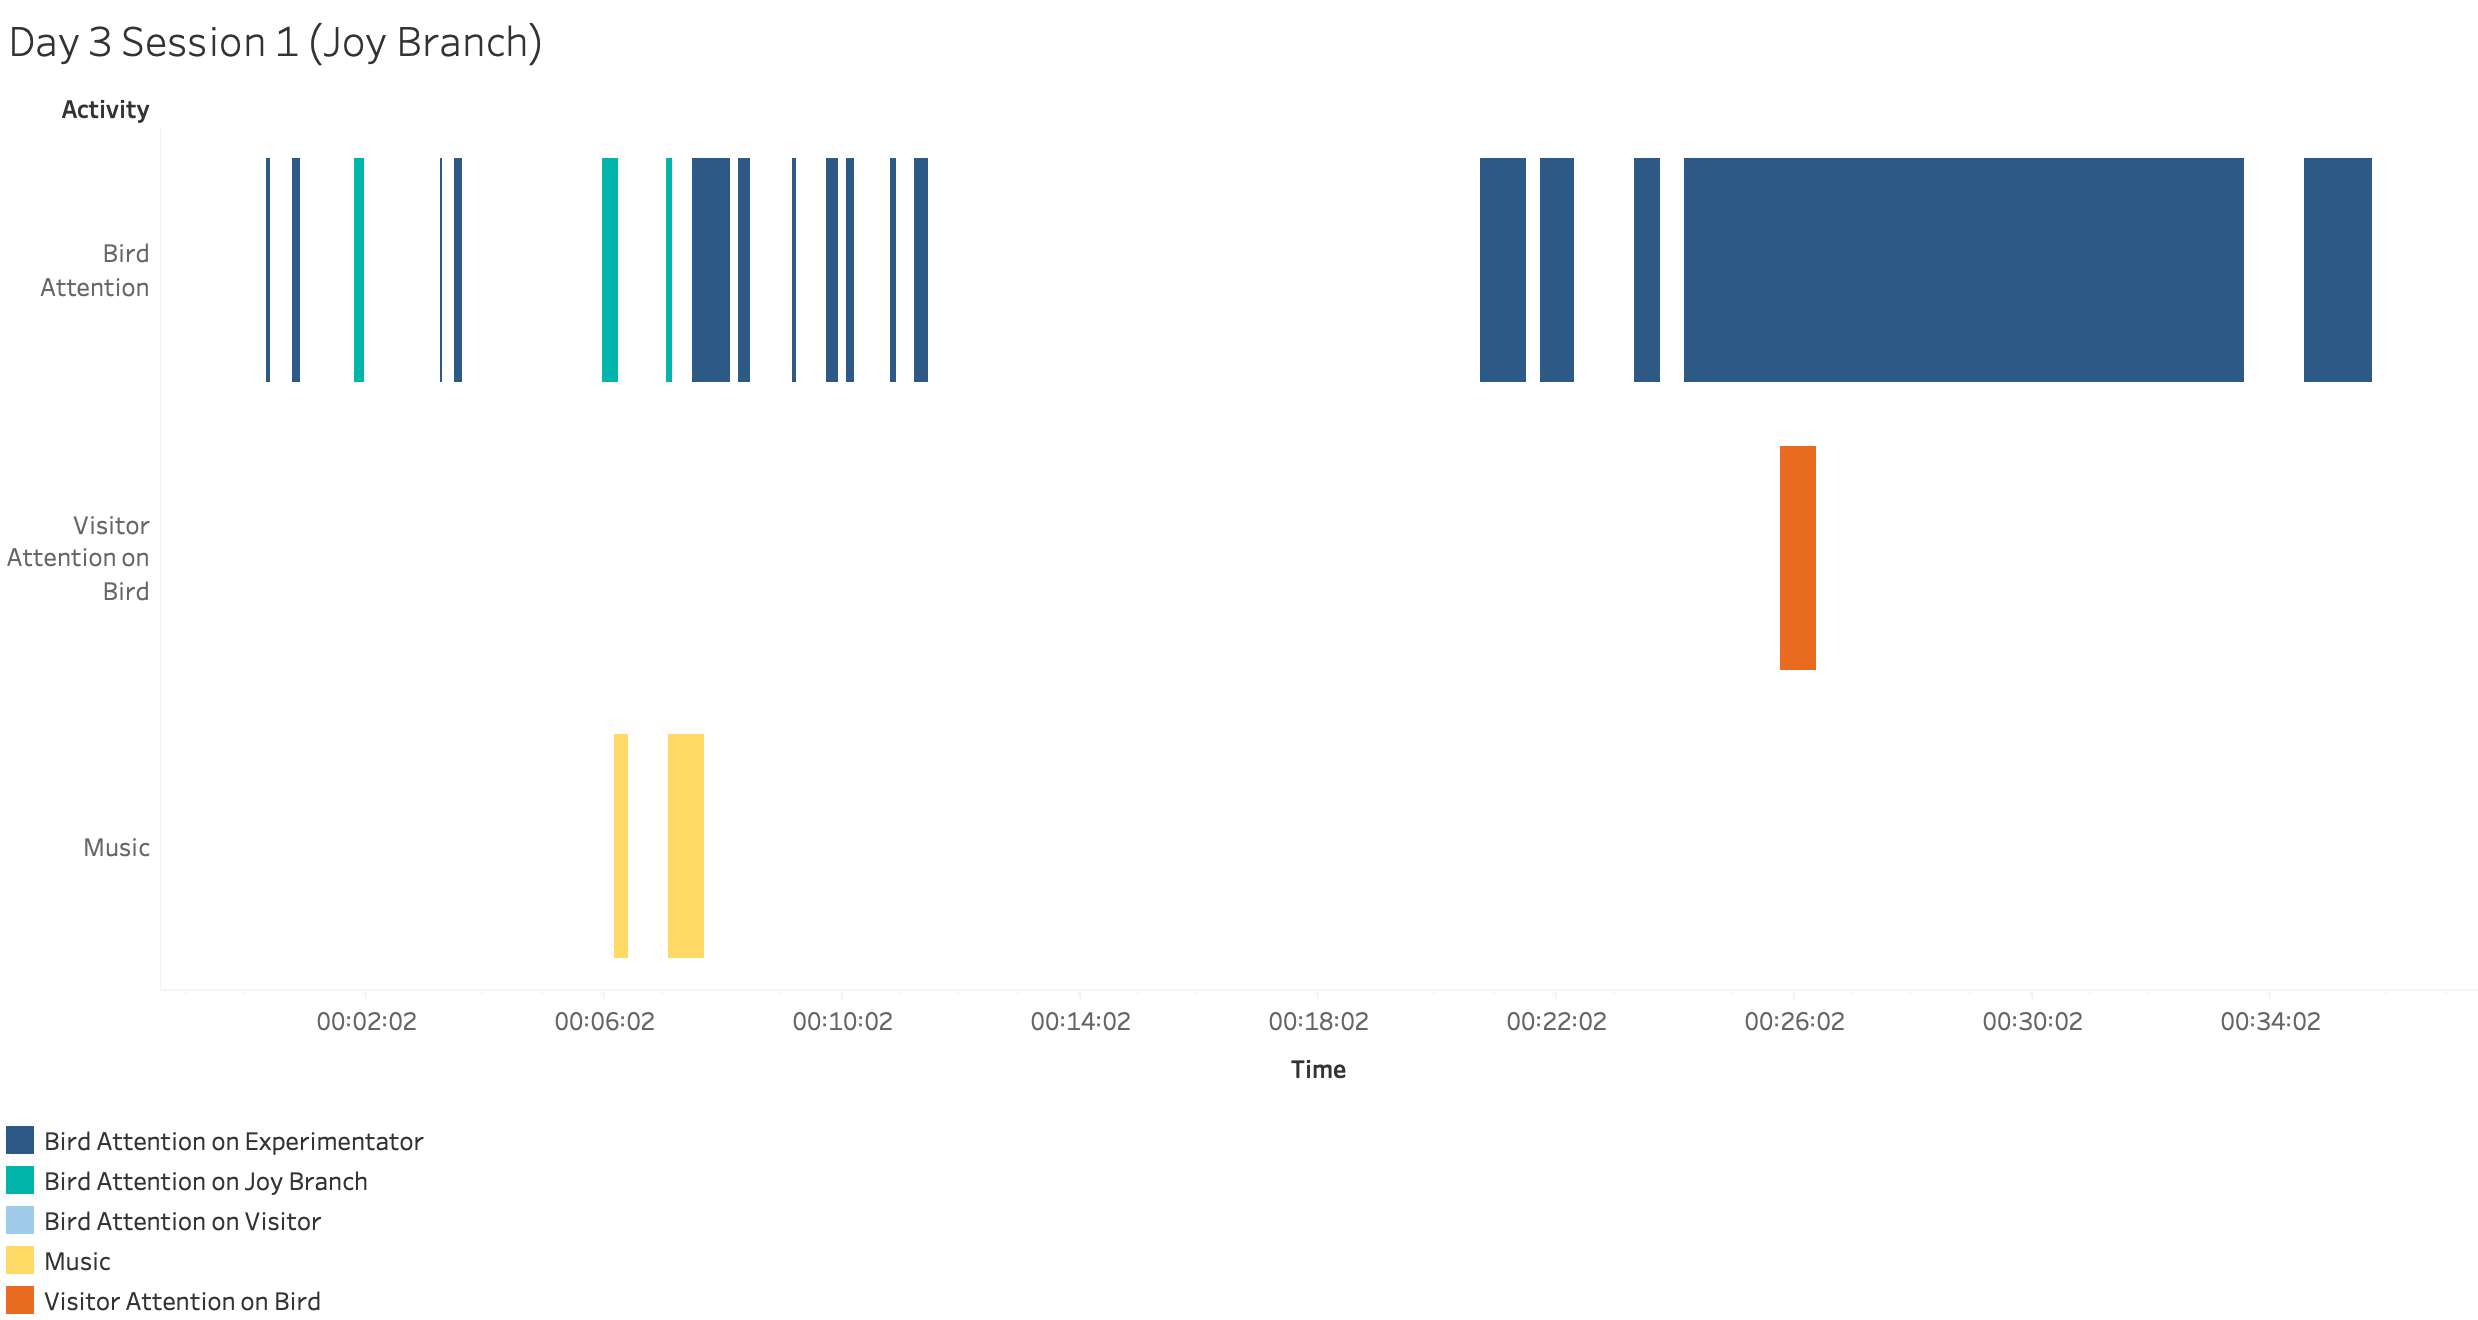 Day 3 Session 1 (Joy Branch)
Activity
Bird
Attention
Visitor
Attention on
Bird
Music
00:02:02 00:06:02 00:10:02 00:14:02 00:18:02 00:22:02 00:26:02 00:30:02 00:34:02
Time
Bird Attention on Experimentator
Bird Attention on Joy Branch
Bird Attention on Visitor
Music
Visitor Attention on Bird